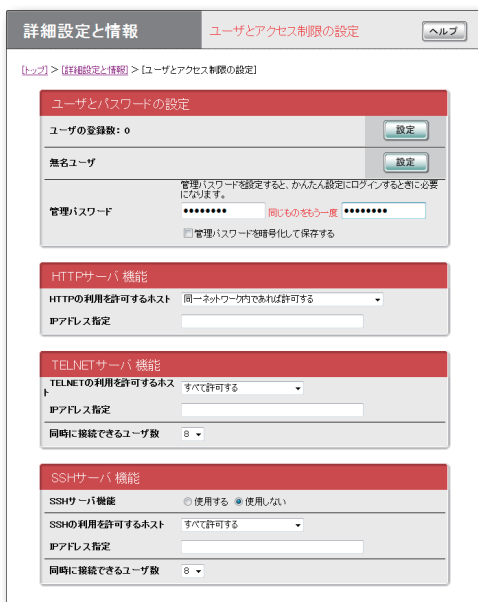 詳細設定と情報
ユーザとアクセス制限の設定
ヘルプ
[トップ] > [詳細設定と情報] > [ユーザとアクセス制限の設定]
ユーザとパスワードの設定
ユーザの登録数: 0
設定
無名ユーザ
設定
管理パスワードを設定すると、かんたん設定にログインするときに必要
になります。
管理パスワード
●●●●●●●● 同じものをもう一度 ●●●●●●●●
管理パスワードを暗号化して保存する
HTTPサーバ機能
HTTPの利用を許可するホスト 同一ネットワーク内であれば許可する
IPアドレス指定
TELNETサーバ機能
TELNETの利用を許可するホス
ト
すべて許可する
IPアドレス指定
同時に接続できるユーザ数 8
SSHサーバ機能
SSHサーバ機能 使用する 使用しない
SSHの利用を許可するホスト すべて許可する
IPアドレス指定
同時に接続できるユーザ数 8